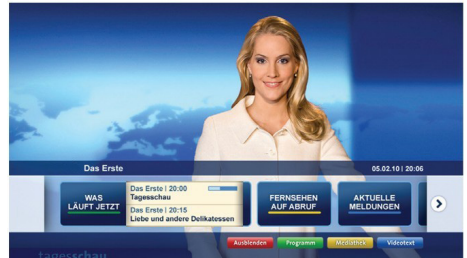 Das Erste
05.02.10 | 20:06
WAS
LÄUFT JETZT
Das Erste | 20:00
Tagesschau
Das Erste | 20:15
Liebe und andere Delikatessen
FERNSEHEN
AUF ABRUF
AKTUELLE
MELDUNGEN
Ausblenden
Programm
Mediathek
Videotext
tagesschau